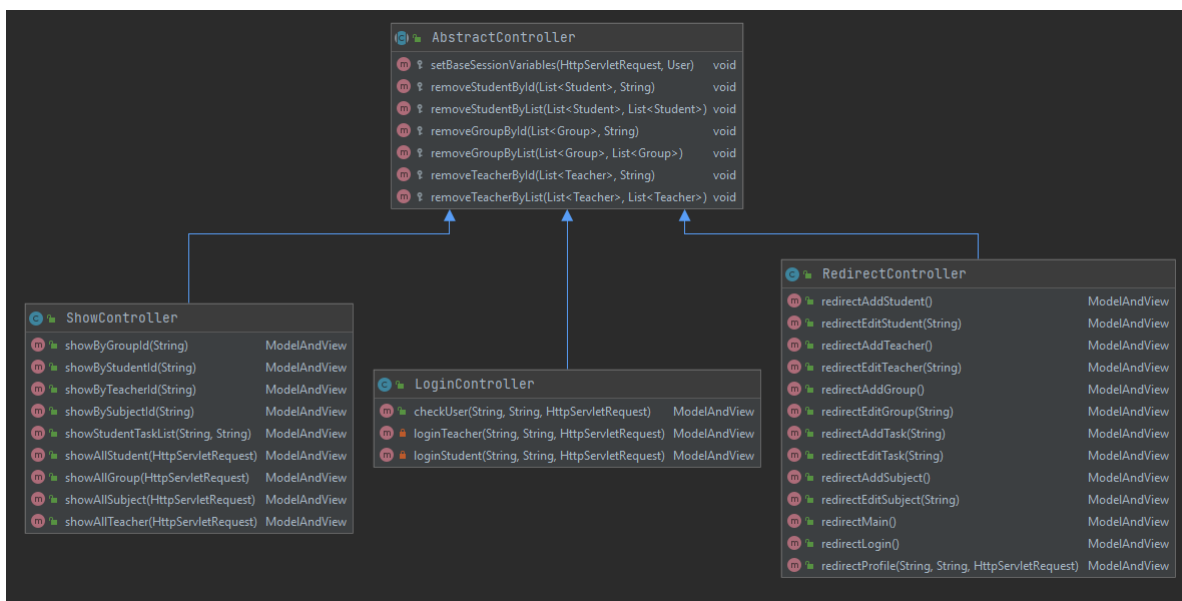 AbstractController
setBaseSessionVariables(HttpServletRequest, User) void
removeStudentById(List<Student>, String) void
removeStudentByList(List<Student>, List<Student>) void
removeGroupById(List<Group>, String) void
removeGroupByList(List<Group>, List<Group>) void
removeTeacherById(List<Teacher>, String) void
removeTeacherByList(List<Teacher>, List<Teacher>) void
ShowController
showByGroupId(String) ModelAndView
showByStudentId(String) ModelAndView
showByTeacherId(String) ModelAndView
showBySubjectId(String) ModelAndView
showStudentTaskList(String, String) ModelAndView
showAllStudent(HttpServletRequest) ModelAndView
showAllGroup(HttpServletRequest) ModelAndView
showAllSubject(HttpServletRequest) ModelAndView
showAllTeacher(HttpServletRequest) ModelAndView
LoginController
checkUser(String, String, HttpServletRequest) ModelAndView
loginTeacher(String, String, HttpServletRequest) ModelAndView
loginStudent(String, String, HttpServletRequest) ModelAndView
RedirectController
redirectAddStudent() ModelAndView
redirectEditStudent(String) ModelAndView
redirectAddTeacher() ModelAndView
redirectEditTeacher(String) ModelAndView
redirectAddGroup() ModelAndView
redirectEditGroup(String) ModelAndView
redirectAddTask(String) ModelAndView
redirectEditTask(String) ModelAndView
redirectAddSubject() ModelAndView
redirectEditSubject(String) ModelAndView
redirectMain() ModelAndView
redirectLogin() ModelAndView
redirectProfile(String, String, HttpServletRequest) ModelAndView